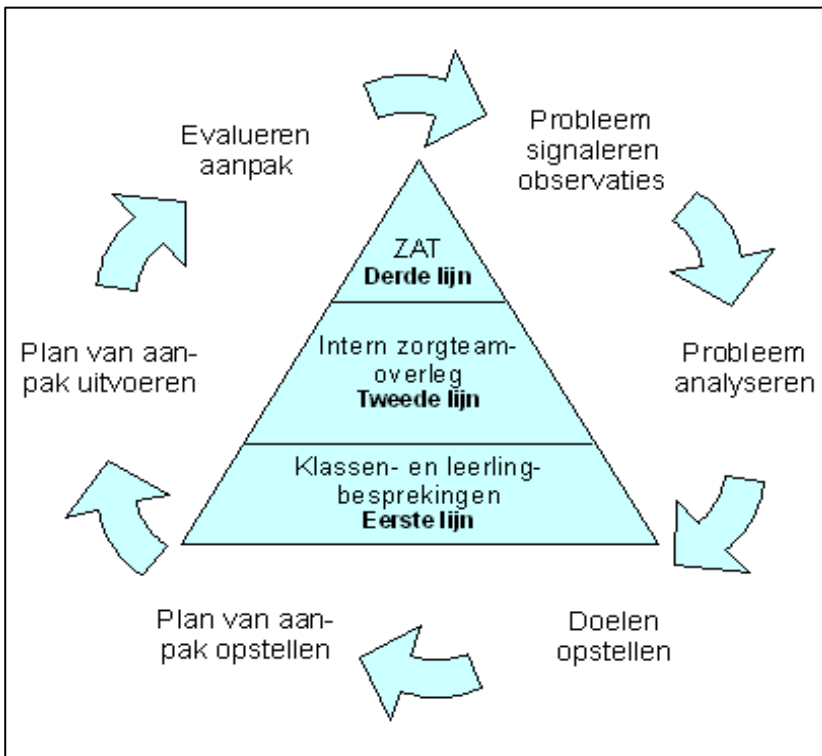 Evalueren
aanpak
Probleem
signaleren
observaties
ZAT
Derde lijn
Intern zorgteam-
overleg
Tweede lijn
Klassen- en leerling-
besprekingen
Eerste lijn
Probleem
analyseren
Doelen
opstellen
Plan van aan-
pak opstellen
Plan van aan-
pak uitvoeren